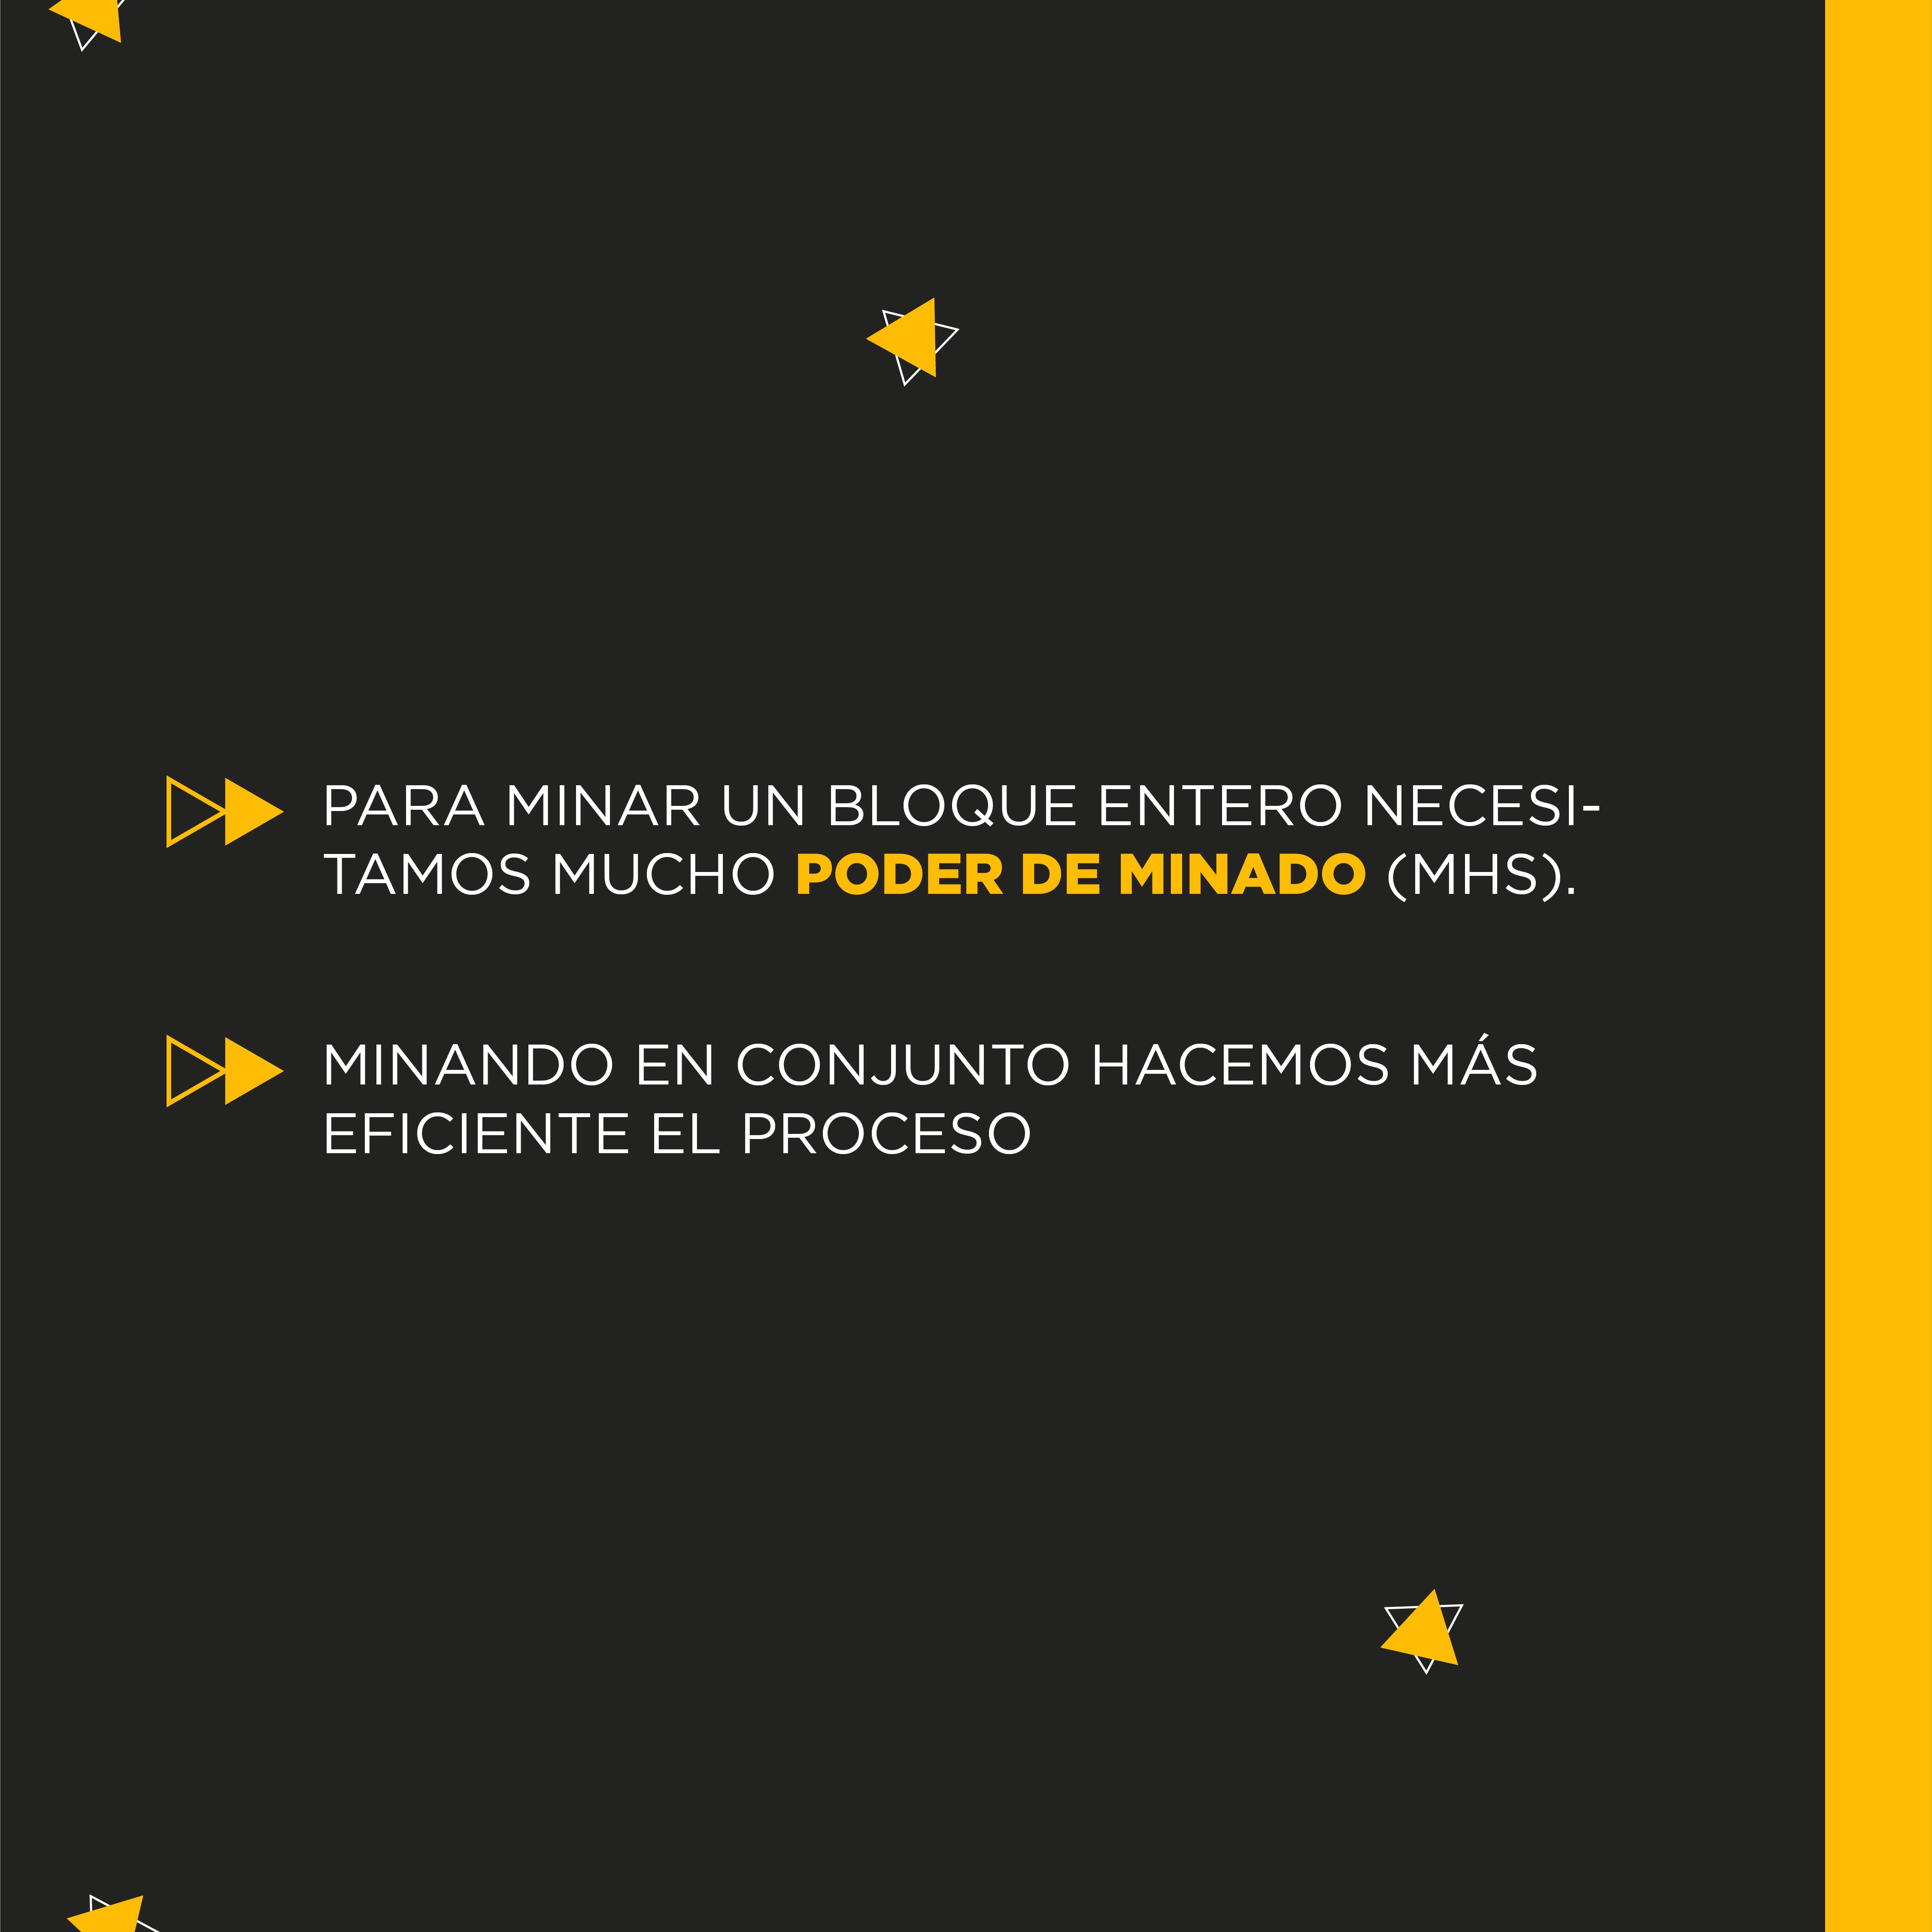 PARA MINAR UN BLOQUE ENTERO NECESI-
TAMOS MUCHO PODER DE MINADO (MHS).
MINANDO EN CONJUNTO HACEMOS MÁS
EFICIENTE EL PROCESO